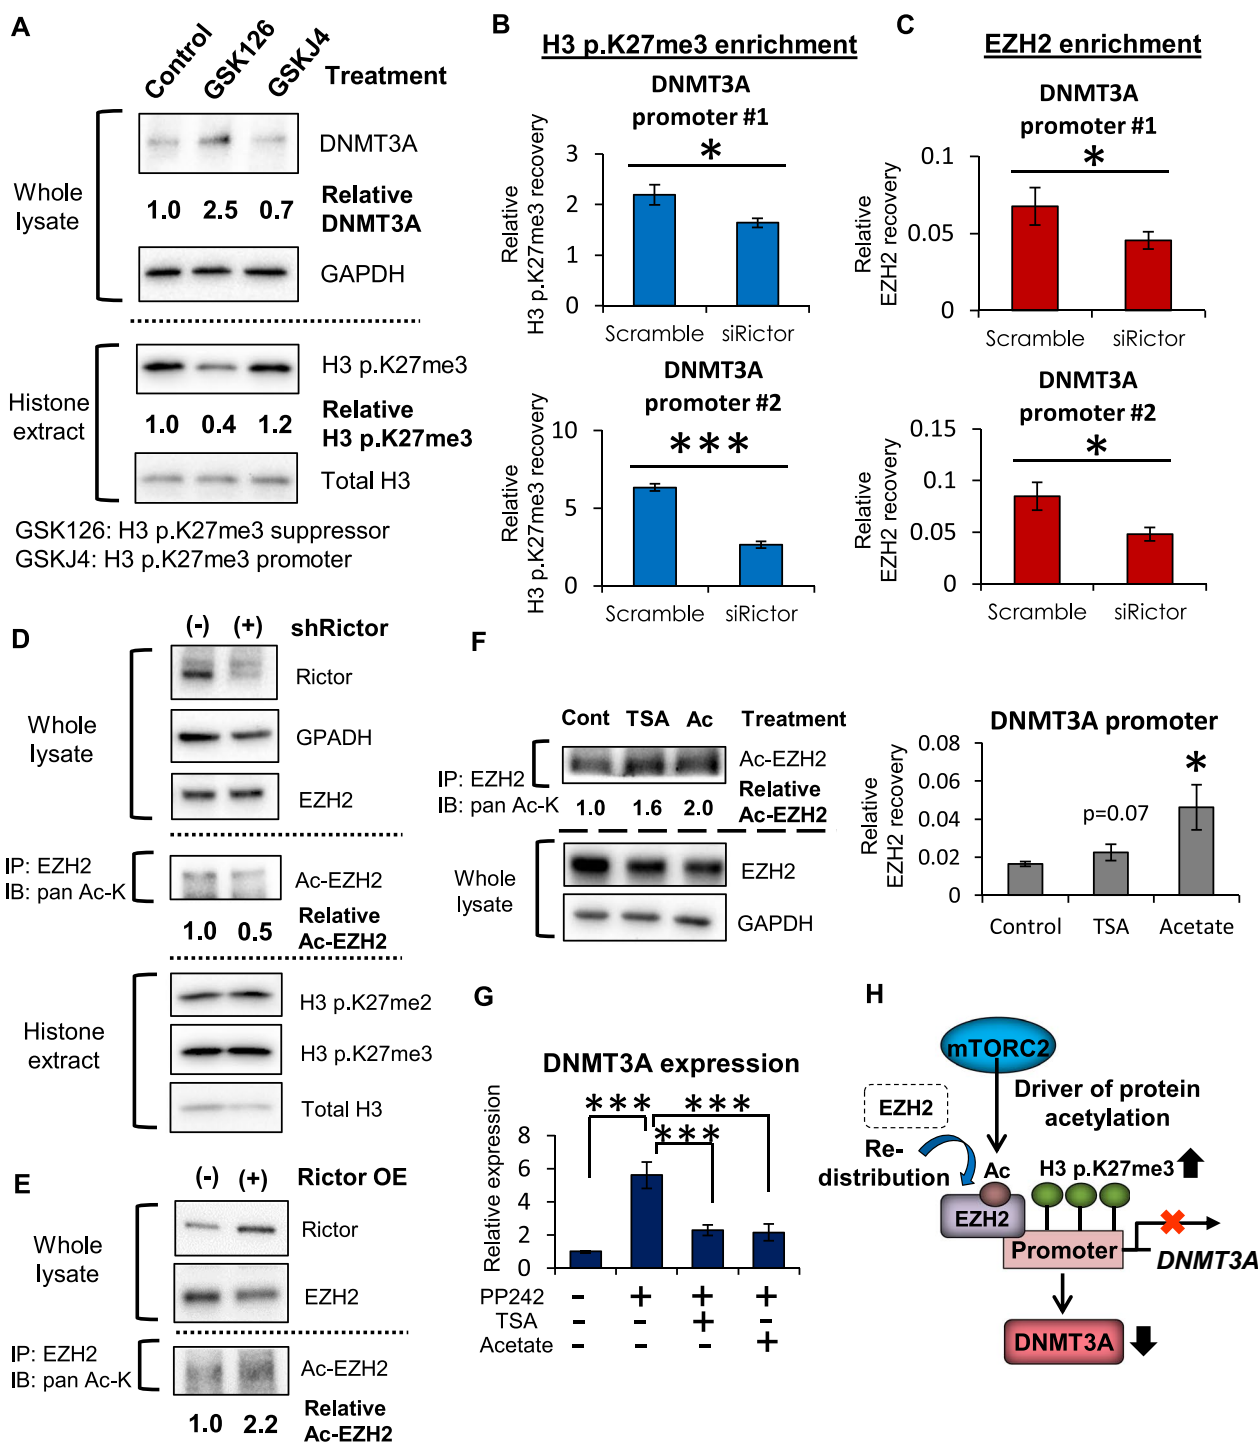 A
Control
GSK126
GSKJ4
Treatment
Whole
lysate
DNMT3A
1.0 2.5 0.7
Relative
DNMT3A
GAPDH
Histone
extract
H3 p.K27me3
1.0 0.4 1.2
Relative
H3 p.K27me3
Total H3
GSK126: H3 p.K27me3 suppressor
GSKJ4: H3 p.K27me3 promoter
B
H3 p.K27me3 enrichment
DNMT3A
promoter #1
*
Relative
H3 p.K27me3 recovery
3
2
1
0
Scramble siRictor
DNMT3A
promoter #2
***
Relative
H3 p.K27me3 recovery
10
5
0
Scramble siRictor
C
EZH2 enrichment
DNMT3A
promoter #1
*
Relative
EZH2 recovery
0.1
0.05
0
Scramble siRictor
DNMT3A
promoter #2
*
Relative
EZH2 recovery
0.15
0.1
0.05
0
Scramble siRictor
D
(-) (+) shRictor
Whole
lysate
Rictor
GPADH
EZH2
IP: EZH2
IB: pan Ac-K
Ac-EZH2
1.0 0.5
Relative
Ac-EZH2
Histone
extract
H3 p.K27me2
H3 p.K27me3
Total H3
E
(-) (+) Rictor OE
Whole
lysate
Rictor
EZH2
IP: EZH2
IB: pan Ac-K
Ac-EZH2
1.0 2.2
Relative
Ac-EZH2
F
Cont TSA Ac Treatment
IP: EZH2
IB: pan Ac-K
Ac-EZH2
1.0 1.6 2.0
Relative
Ac-EZH2
Whole
lysate
EZH2
GAPDH
DNMT3A promoter
Relative
EZH2 recovery
0.08
0.06
0.04
0.02
0
p=0.07
*
Control TSA Acetate
G
DNMT3A expression
*** ***
***
Relative expression
8
6
4
2
0
PP242 - + + +
TSA - - + -
Acetate - - - +
H
mTORC2
Driver of protein
acetylation
EZH2
Re-
distribution
Ac
H3 p.K27me3
EZH2
Promoter
DNMT3A
DNMT3A